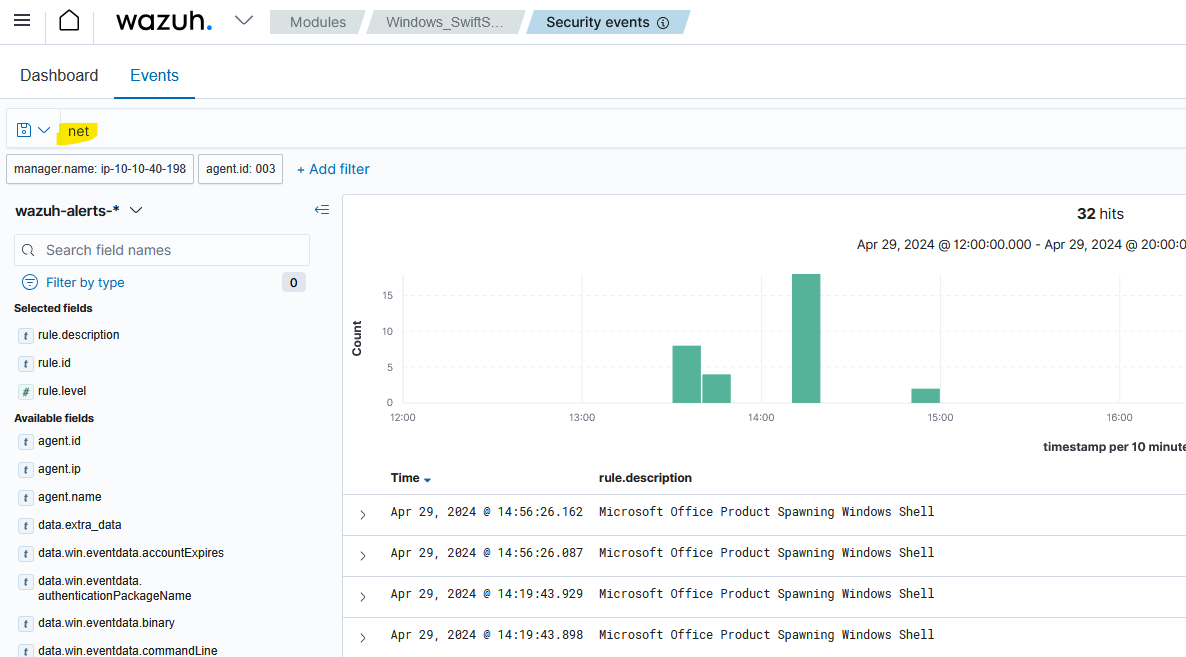 wazuh.
Modules
Windows_SwiftS...
Security events
Dashboard
Events
net
manager.name: ip-10-10-40-198
agent.id: 003
+ Add filter
wazuh-alerts-*
Search field names
Filter by type
0
Selected fields
t rule.description
t rule.id
# rule.level
Available fields
t agent.id
t agent.ip
t agent.name
t data.extra_data
t data.win.eventdata.accountExpires
t data.win.eventdata.
authenticationPackageName
t data.win.eventdata.binary
t data.win.eventdata.commandLine
32 hits
Apr 29, 2024 @ 12:00:00.000 - Apr 29, 2024 @ 20:00:0
Count
15
10
5
0
12:00
13:00
14:00
15:00
16:00
timestamp per 10 minute
Time
rule.description
Apr 29, 2024 @ 14:56:26.162 Microsoft Office Product Spawning Windows Shell
Apr 29, 2024 @ 14:56:26.087 Microsoft Office Product Spawning Windows Shell
Apr 29, 2024 @ 14:19:43.929 Microsoft Office Product Spawning Windows Shell
Apr 29, 2024 @ 14:19:43.898 Microsoft Office Product Spawning Windows Shell